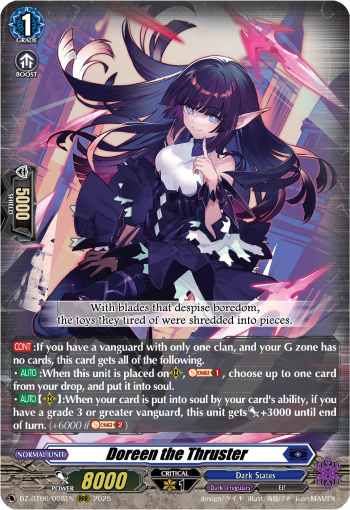 1
GRADE
BOOST
5000
SHIELD
With blades that despise boredom,
the toys they tired of were shredded into pieces.
CONT:If you have a vanguard with only one clan, and your G zone has
no cards, this card gets all of the following.
• AUTO:When this unit is placed on, , choose up to one card
from your drop, and put it into soul.
• AUTO【】:When your card is put into soul by your card's ability, if you
have a grade 3 or greater vanguard, this unit gets +3000 until end
of turn. (+6000 if )
NORMAL UNIT
Doreen the Thruster
POWER
8000
CRITICAL
1
Dark States
Dark Irregulars
Elf
2025